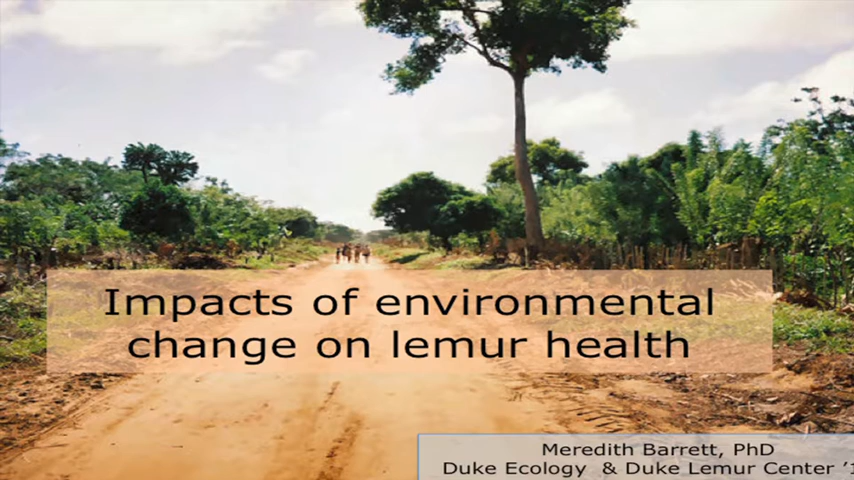 Impacts of environmental
change on lemur health
Meredith Barrett, PhD
Duke Ecology & Duke Lemur Center